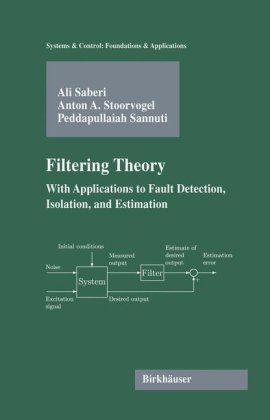 Systems & Control: Foundations & Applications
Ali Saberi
Anton A. Stoorvogel
Peddapullaiah Sannuti
Filtering Theory
With Applications to Fault Detection,
Isolation, and Estimation
Initial conditions
Measured
output
Estimate of
desired
output
Estimation
error
Noise
System
Filter
+
Excitation
signal
Desired output
Birkhäuser